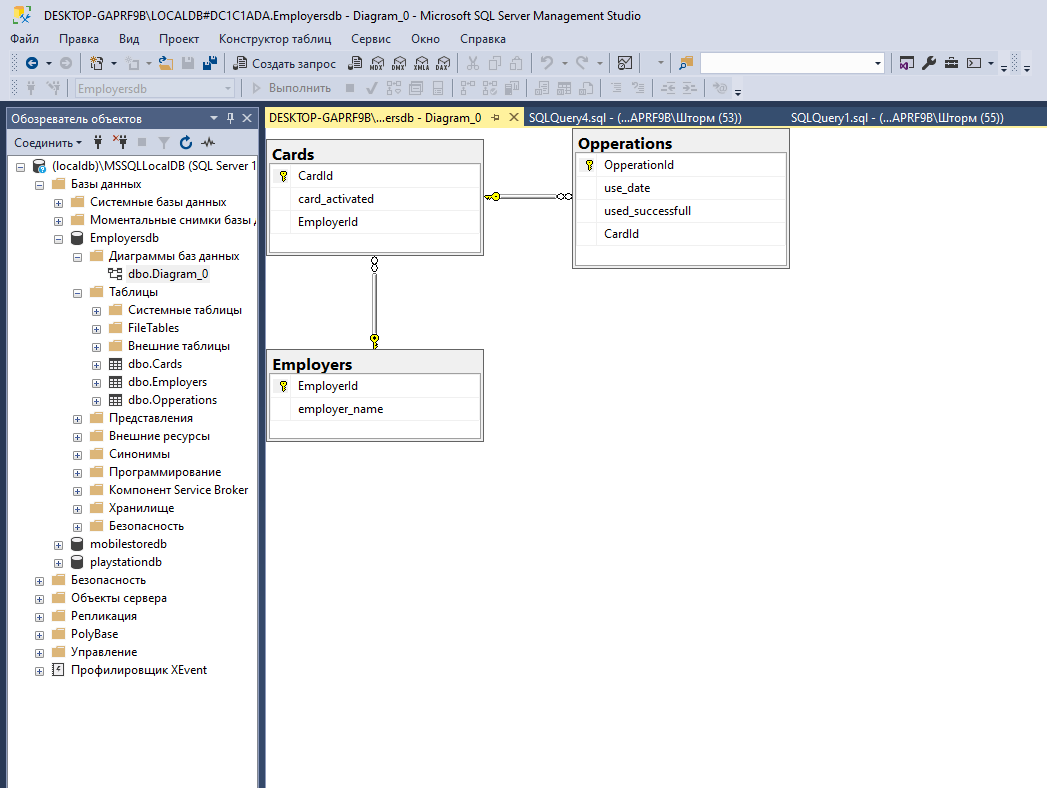 DESKTOP-GAPRF9B\LOCALDB#DC1C1ADA.Employersdb - Diagram_0 - Microsoft SQL Server Management Studio
Файл Правка Вид Проект Конструктор таблиц Сервис Окно Справка
Создать запрос MDX DMX XMLA DAX
Employersdb Выполнить
Обозреватель объектов
DESKTOP-GAPRF9B\...ersdb - Diagram_0 SQLQuery4.sql - (...APRF9B\Шторм (53)) SQLQuery1.sql - (...APRF9B\Шторм (55))
Соединить
(localdb)\MSSQLLocalDB (SQL Server 1
Базы данных
Системные базы данных
Моментальные снимки базы
Employersdb
Диаграммы баз данных
dbo.Diagram_0
Таблицы
Системные таблицы
FileTables
Внешние таблицы
dbo.Cards
dbo.Employers
dbo.Opperations
Представления
Внешние ресурсы
Синонимы
Программирование
Компонент Service Broker
Хранилище
Безопасность
mobilestoredb
playstationdb
Безопасность
Объекты сервера
Репликация
PolyBase
Управление
Профилировщик XEvent
Cards
CardId
card_activated
EmployerId
Opperations
OpperationId
use_date
used_successfull
CardId
Employers
EmployerId
employer_name